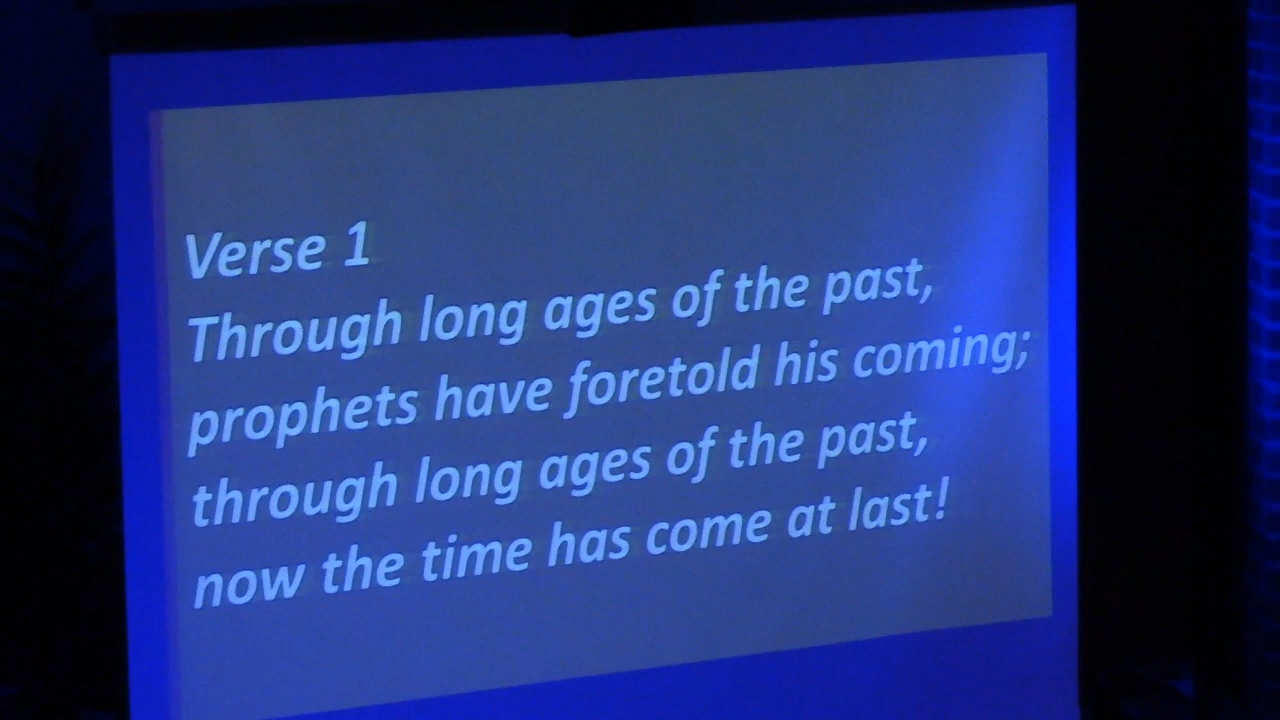 Verse 1
Through long ages of the past,
prophets have foretold his coming;
through long ages of the past,
now the time has come at last!